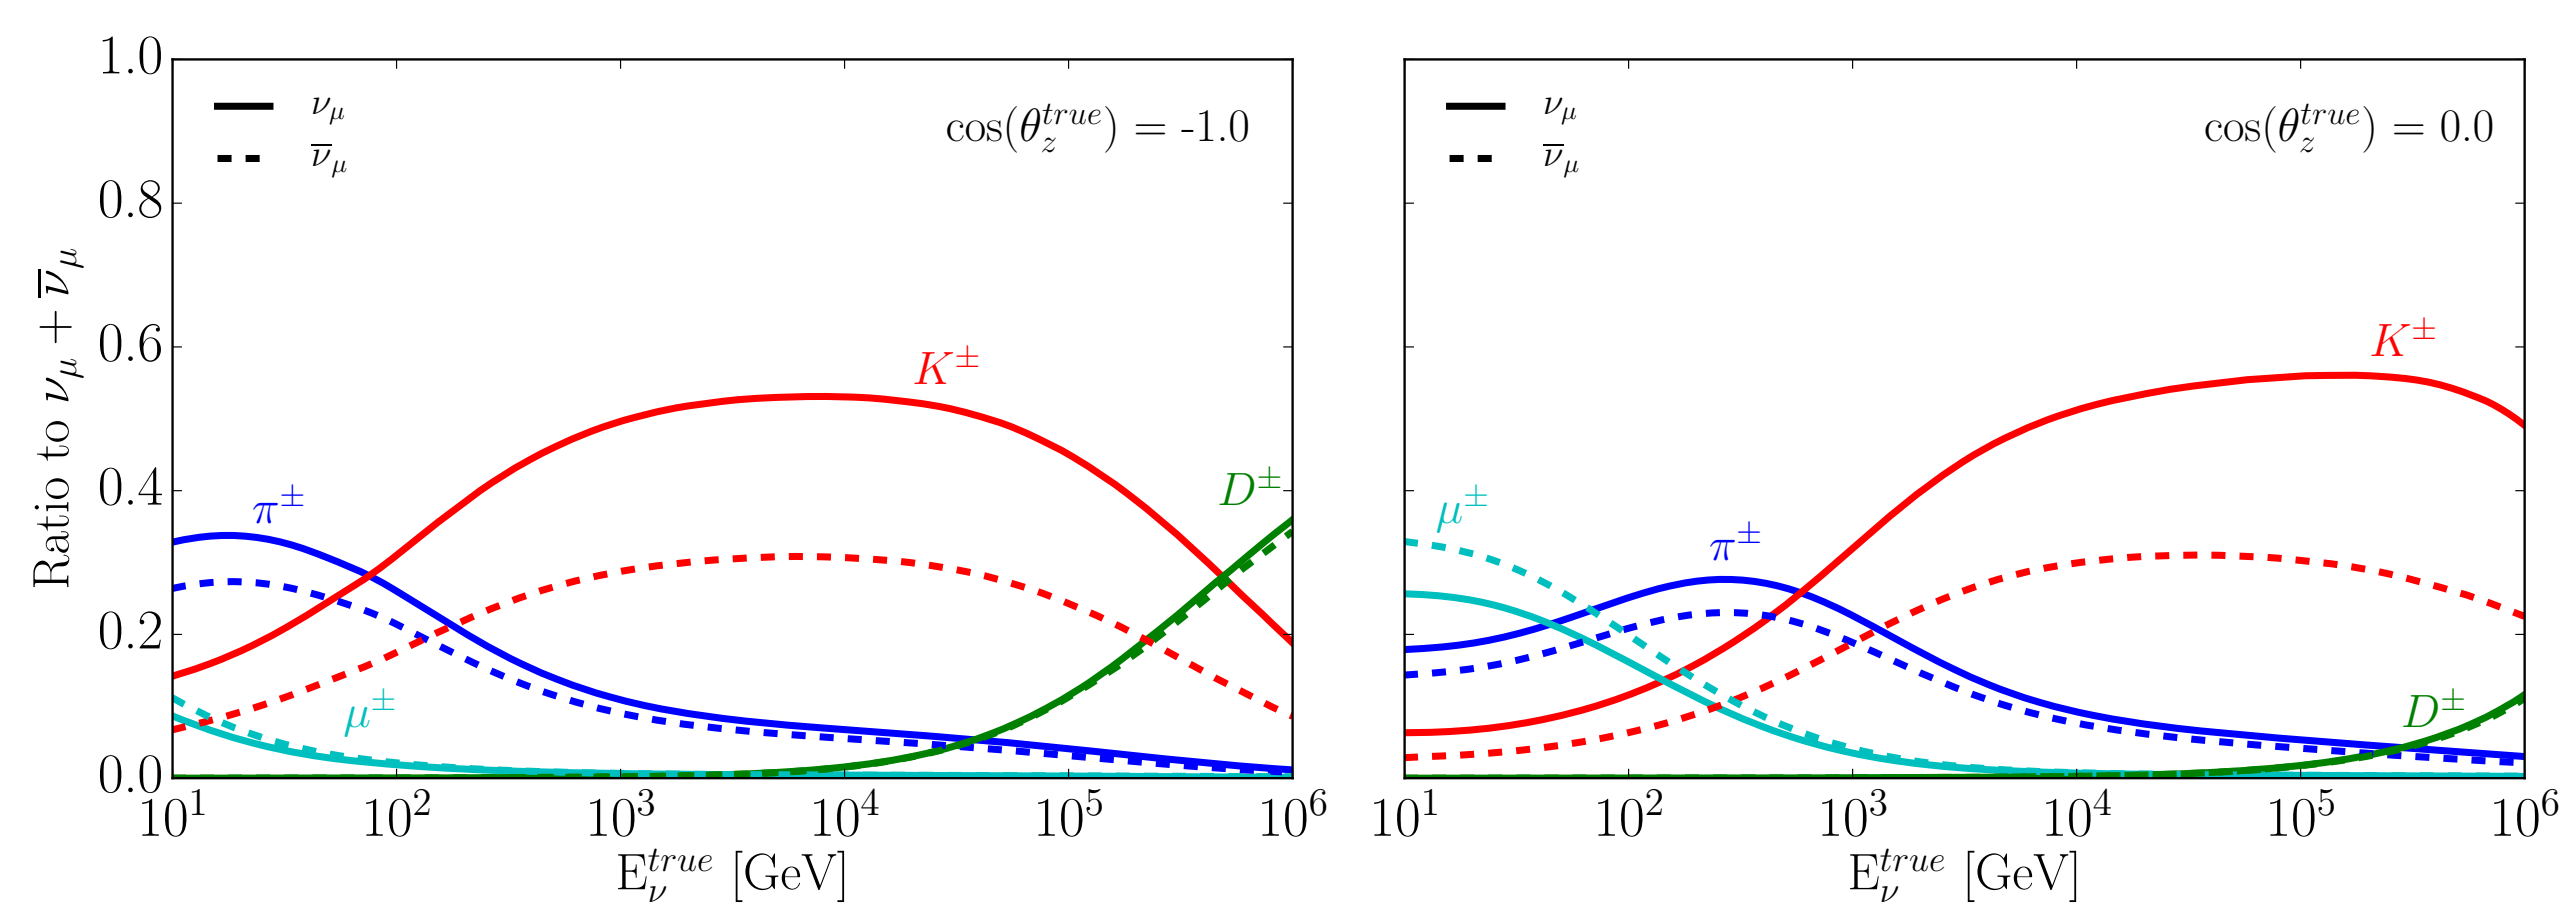 Ratio to ν_μ + ν̅_μ
1.0
0.8
0.6
0.4
0.2
0.0
ν_μ
ν̅_μ
cos(θ_z^true) = -1.0
K^±
π^±
D^±
μ^±
10^1 10^2 10^3 10^4 10^5 10^6
E_ν^true [GeV]
ν_μ
ν̅_μ
cos(θ_z^true) = 0.0
K^±
μ^±
π^±
D^±
10^1 10^2 10^3 10^4 10^5 10^6
E_ν^true [GeV]